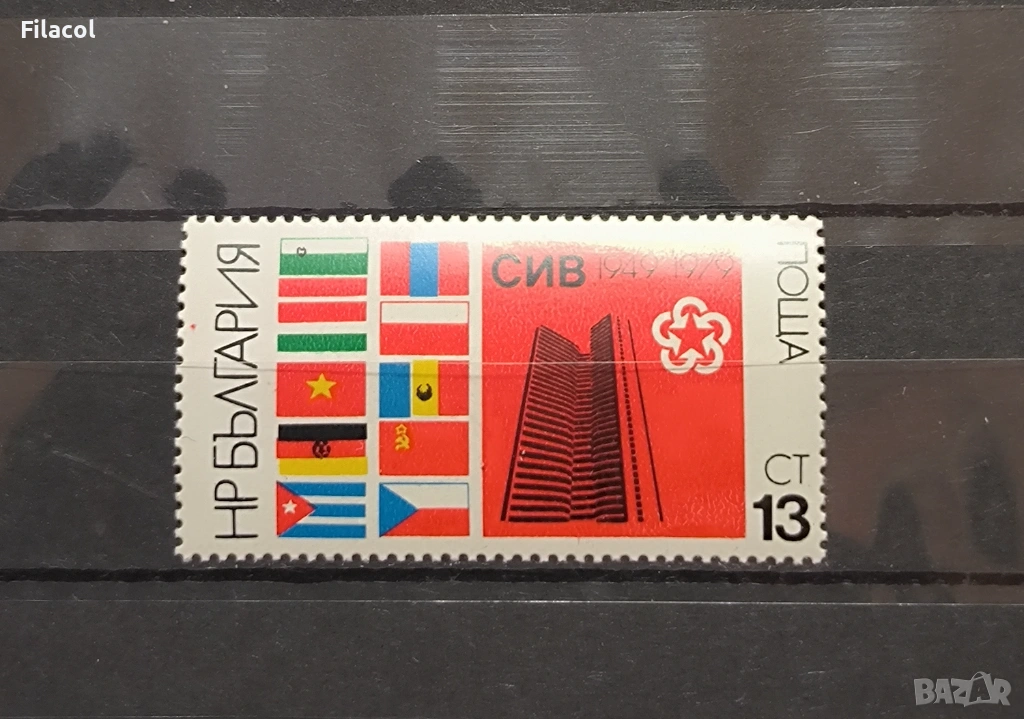 Filacol
НР БЪЛГАРИЯ
СИВ 1949-1979
ПОЩА
СТ
13
BAZAR